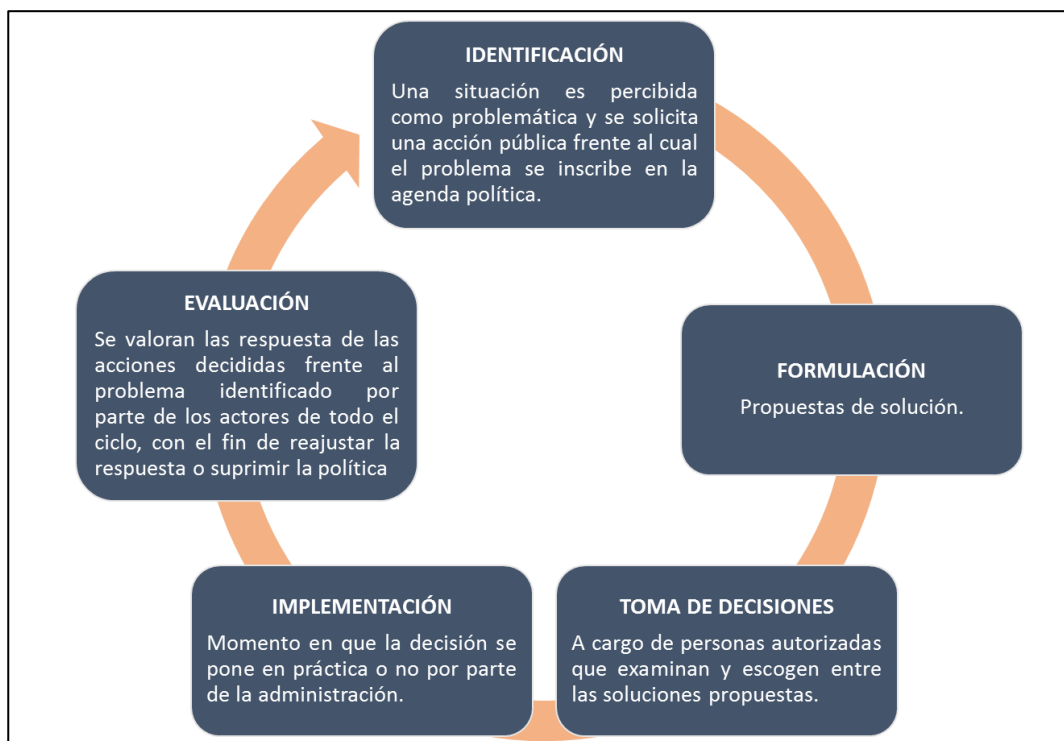 IDENTIFICACIÓN
Una situación es percibida
como problemática y se solicita
una acción pública frente al cual
el problema se inscribe en la
agenda política.
FORMULACIÓN
Propuestas de solución.
TOMA DE DECISIONES
A cargo de personas autorizadas
que examinan y escogen entre
las soluciones propuestas.
IMPLEMENTACIÓN
Momento en que la decisión se
pone en práctica o no por parte
de la administración.
EVALUACIÓN
Se valoran las respuesta de las
acciones decididas frente al
problema identificado por
parte de los actores de todo el
ciclo, con el fin de reajustar la
respuesta o suprimir la política